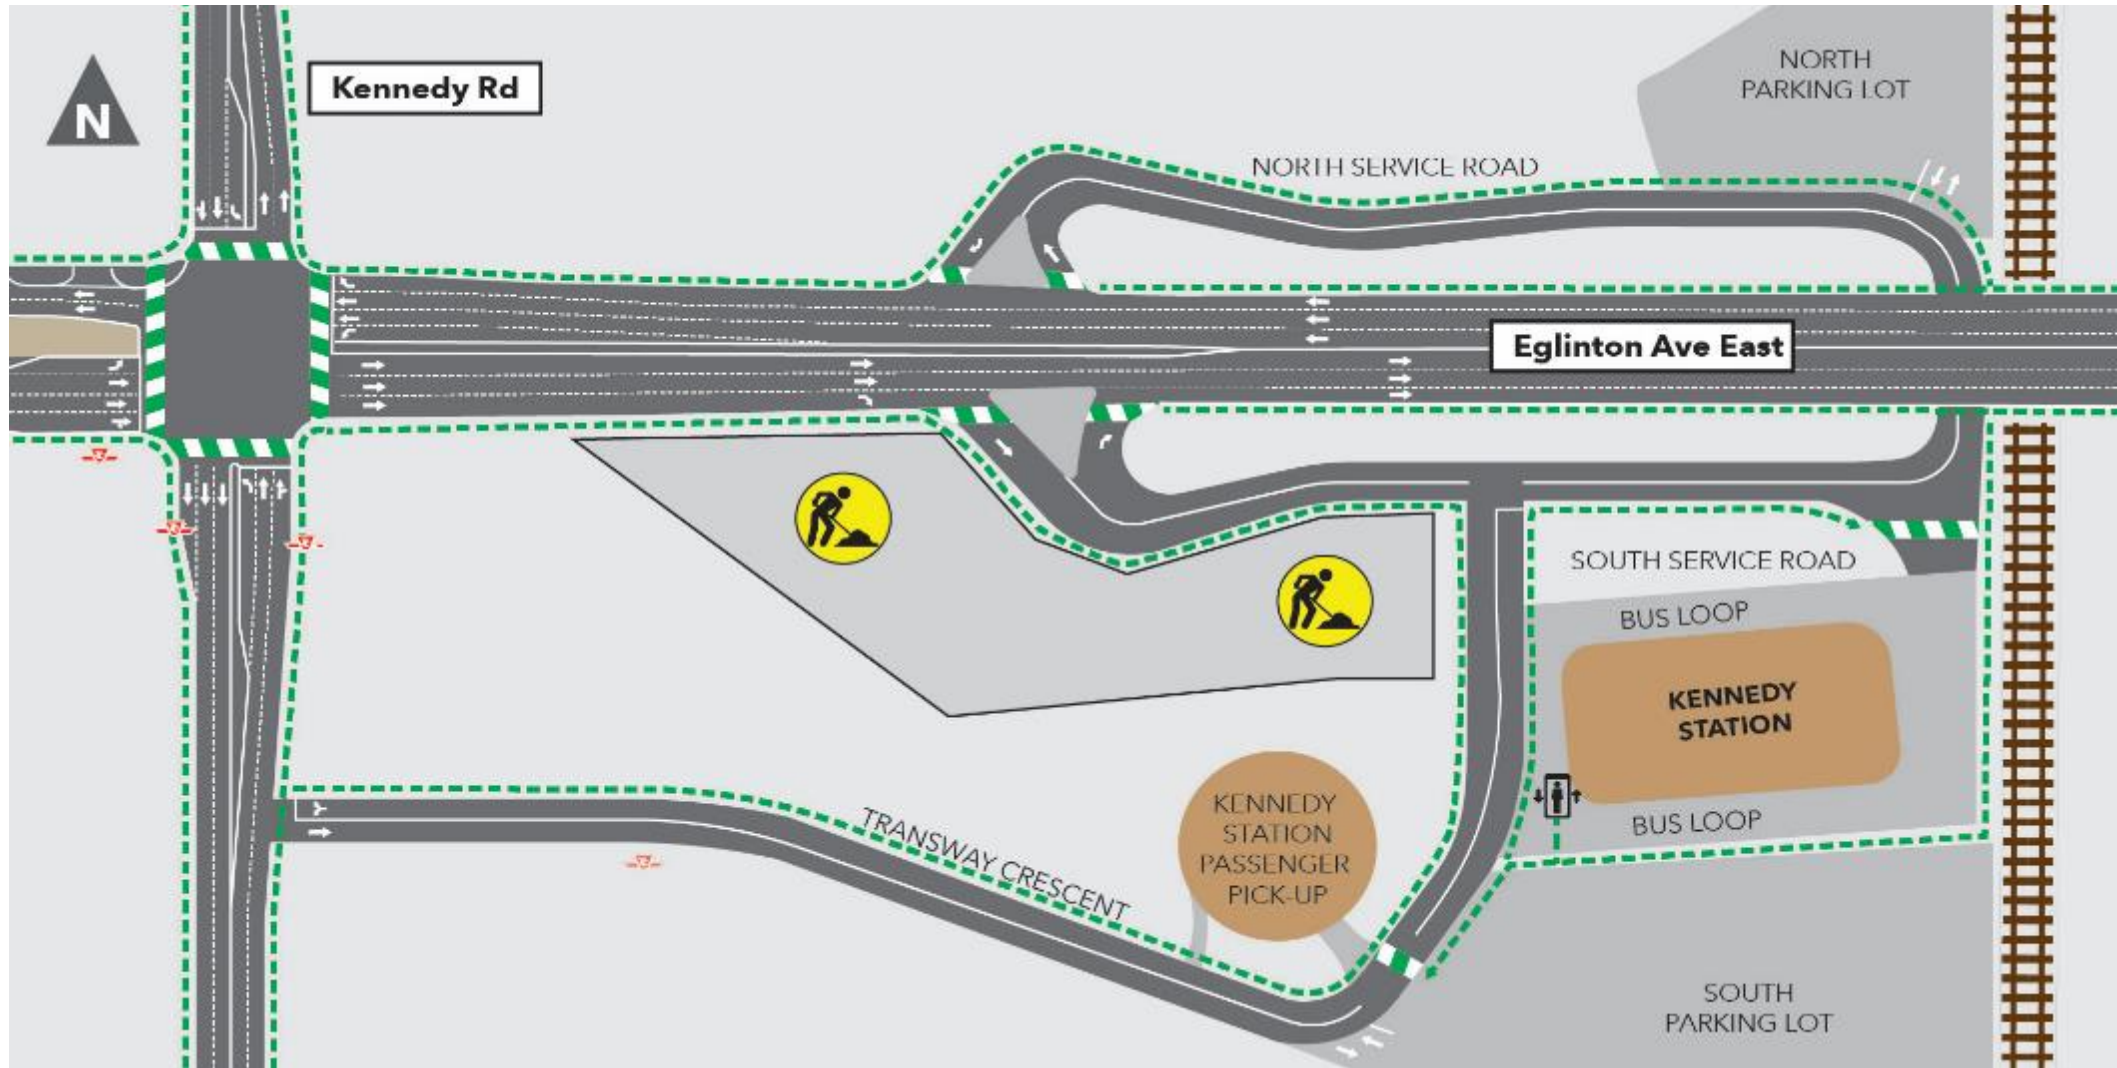 Kennedy Rd
N
NORTH
PARKING LOT
NORTH SERVICE ROAD
Eglinton Ave East
SOUTH SERVICE ROAD
BUS LOOP
KENNEDY
STATION
BUS LOOP
KENNEDY
STATION
PASSENGER
PICK-UP
TRANSWAY CRESCENT
SOUTH
PARKING LOT